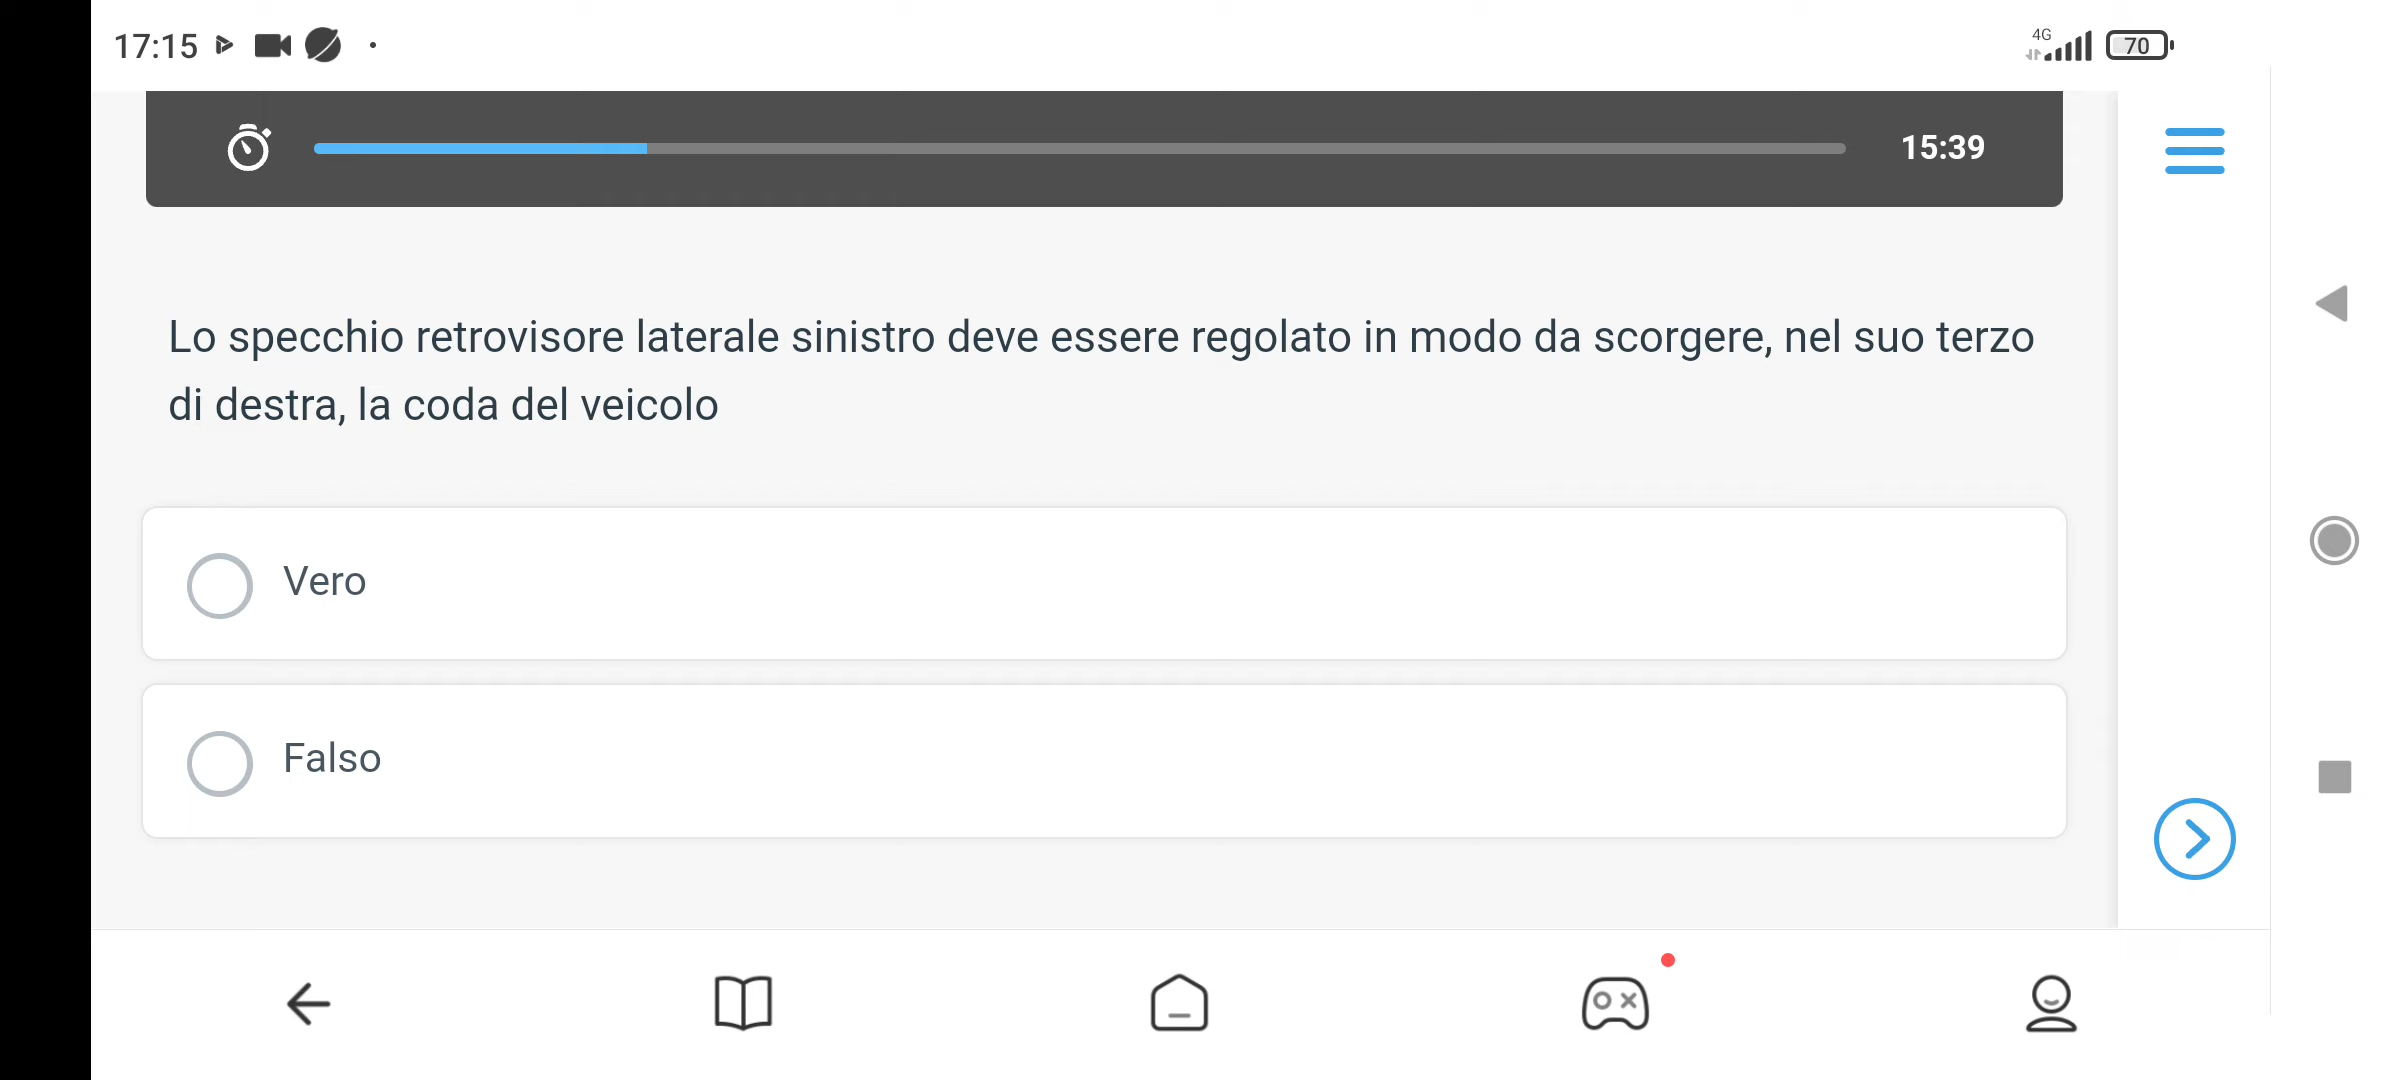 17:15
4G
70
15:39
Lo specchio retrovisore laterale sinistro deve essere regolato in modo da scorgere, nel suo terzo
di destra, la coda del veicolo
Vero
Falso